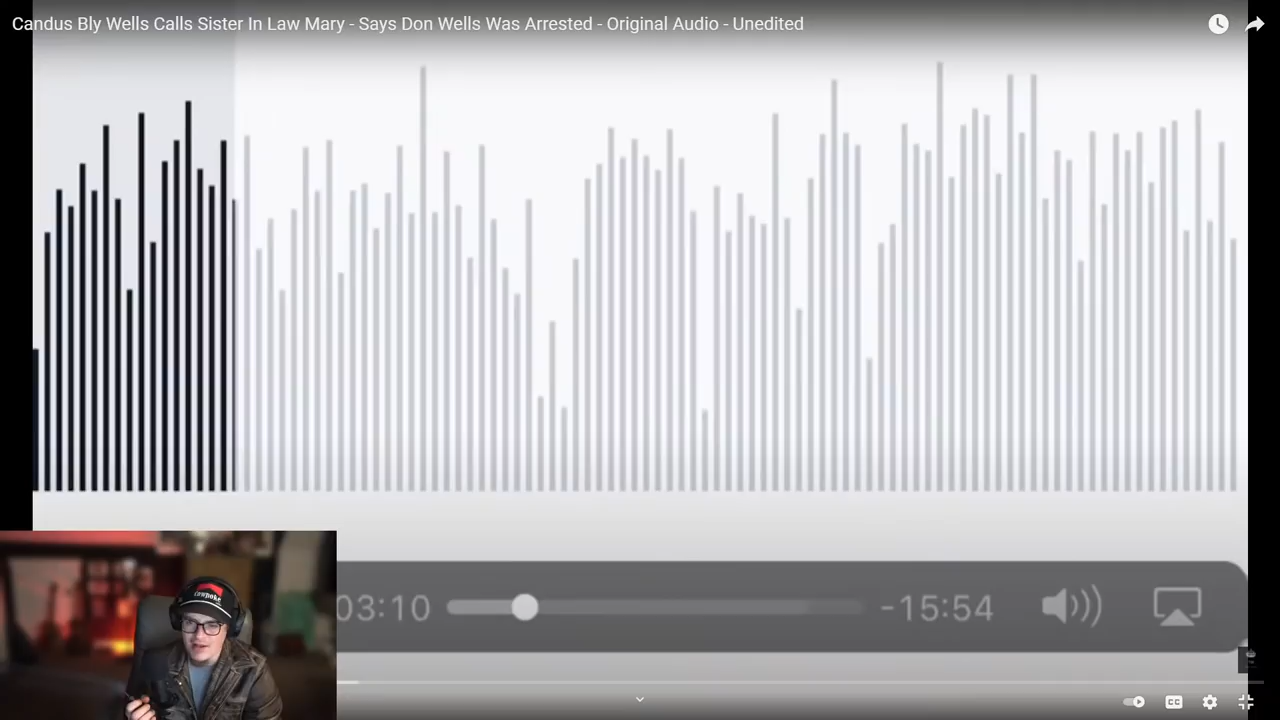 Candus Bly Wells Calls Sister In Law Mary - Says Don Wells Was Arrested - Original Audio - Unedited
03:10
-15:54
CC